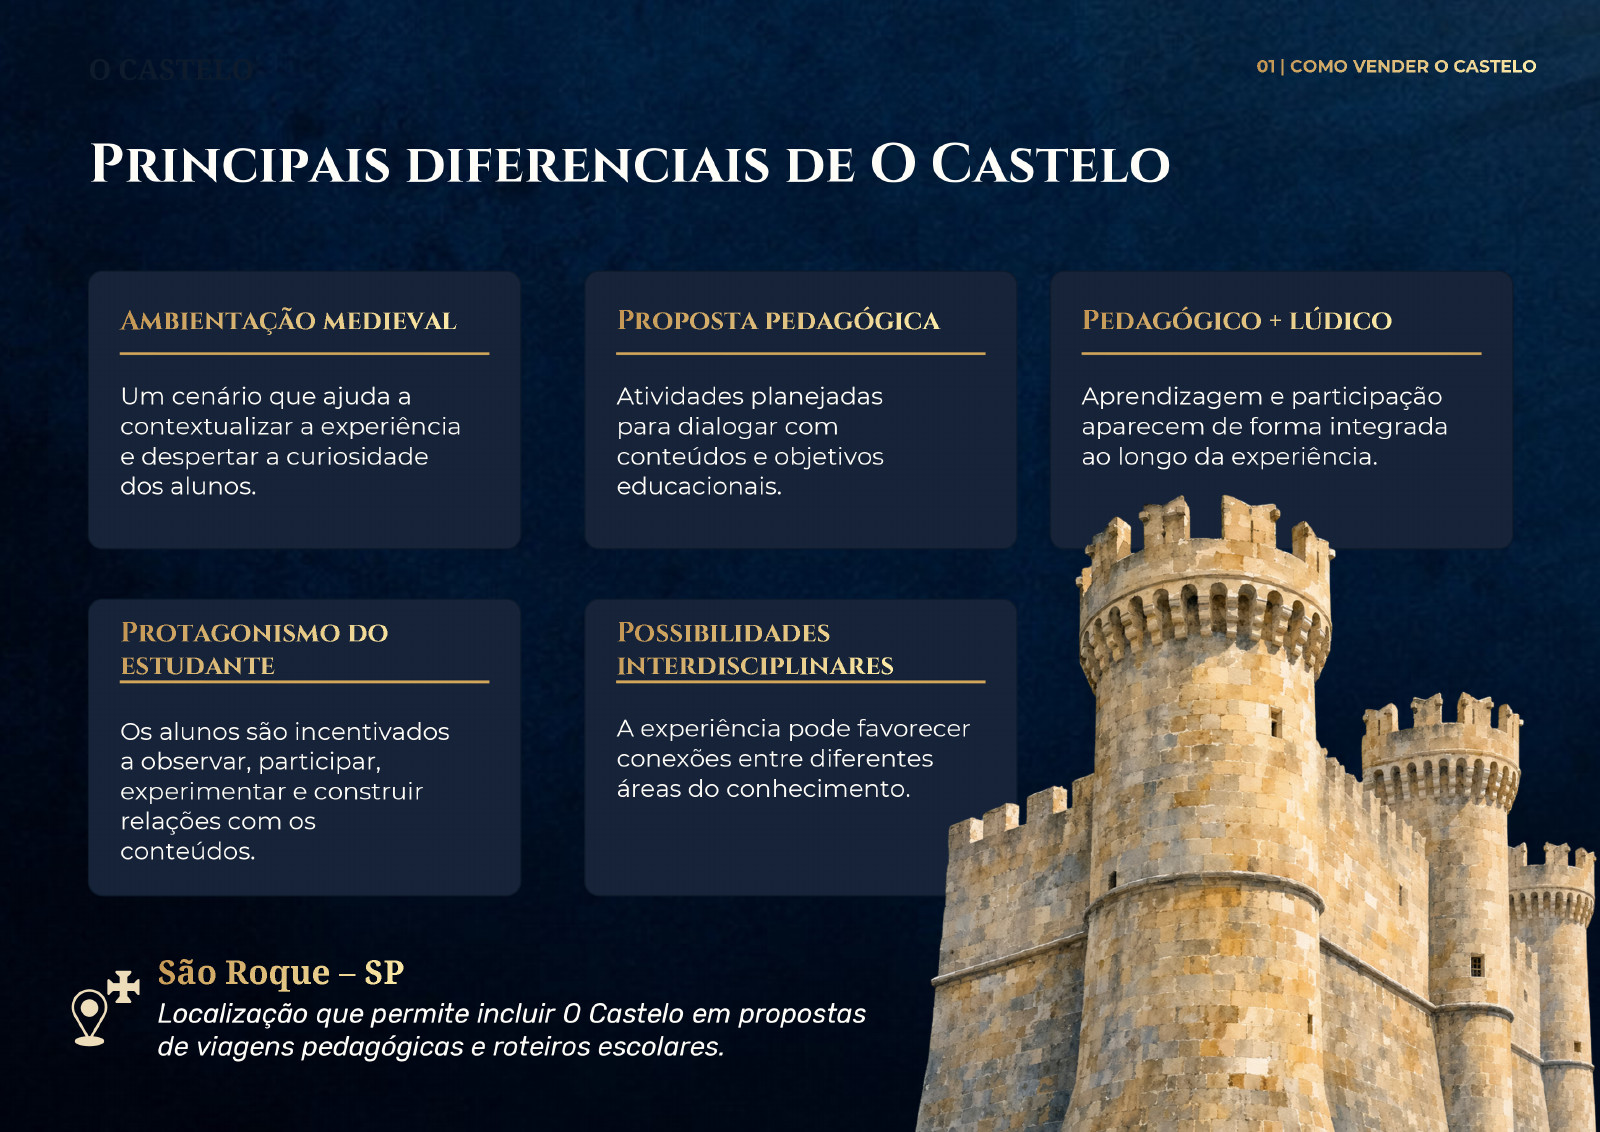 O CASTELO
01 | COMO VENDER O CASTELO
Principais diferenciais de O Castelo
Ambientação medieval
Um cenário que ajuda a
contextualizar a experiência
e despertar a curiosidade
dos alunos.
Proposta pedagógica
Atividades planejadas
para dialogar com
conteúdos e objetivos
educacionais.
Pedagógico + lúdico
Aprendizagem e participação
aparecem de forma integrada
ao longo da experiência.
Protagonismo do
estudante
Os alunos são incentivados
a observar, participar,
experimentar e construir
relações com os
conteúdos.
Possibilidades
interdisciplinares
A experiência pode favorecer
conexões entre diferentes
áreas do conhecimento.
São Roque – SP
Localização que permite incluir O Castelo em propostas
de viagens pedagógicas e roteiros escolares.